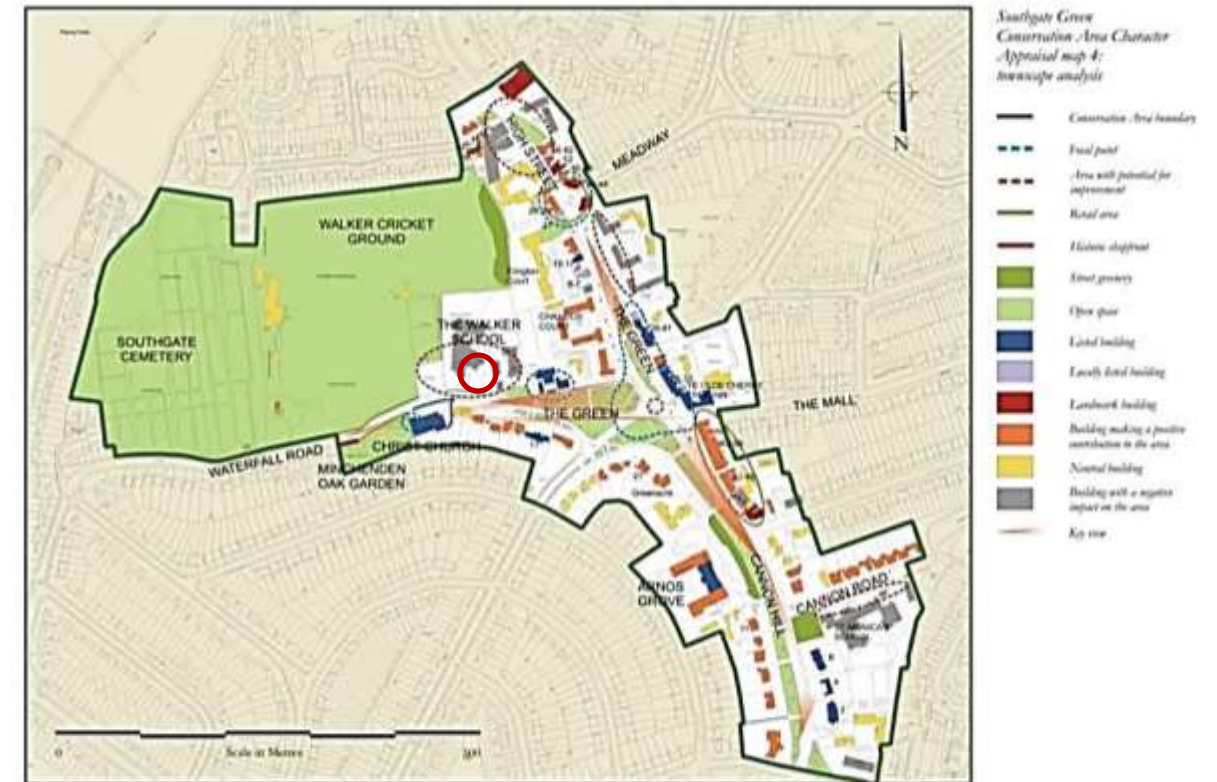 Southgate Green
Conservation Area Character
Appraisal map 4:
townscape analysis
Conservation Area boundary
Focal point
Area with potential for
improvement
Retail area
Historic shopfront
Street greenery
Open space
Listed building
Locally listed building
Landmark building
Building making a positive
contribution to the area
Neutral building
Building with a negative
impact on the area
Key view
N
MEADWAY
HIGH STREET
WALKER CRICKET
GROUND
THE WALKER
SCHOOL
SOUTHGATE
CEMETERY
THE GREEN
THE GREEN
THE MALL
CHRIST CHURCH
WATERFALL ROAD
MINCHENDEN
OAK GARDEN
ARNOS
GROVE
CANNON HILL
CANNON ROAD
0
Scale in Metres